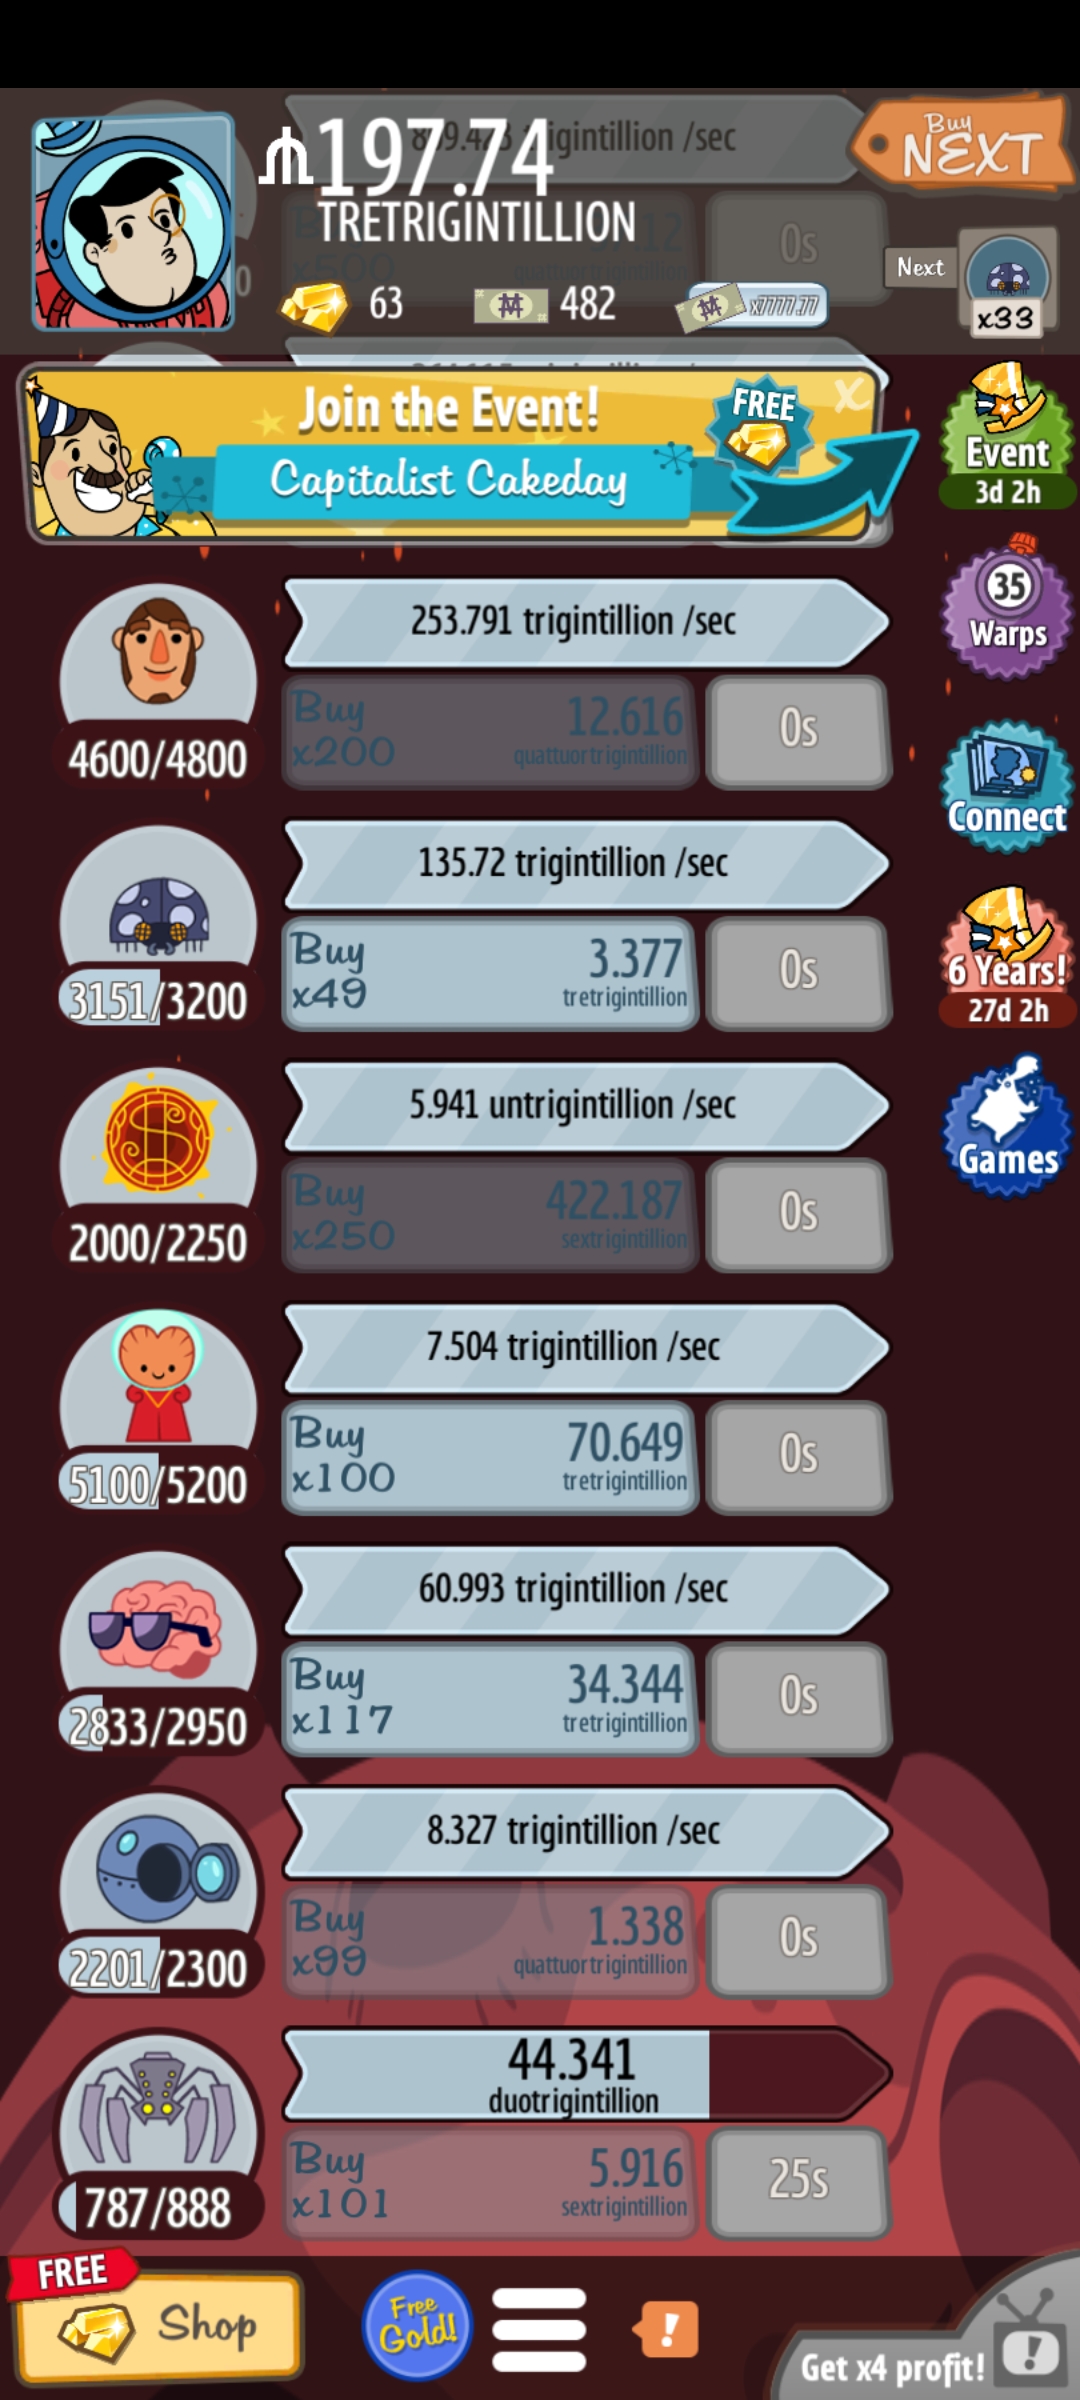 trigintillion /sec
197.74
TRETRIGINTILLION
Buy
NEXT
x500
quattuortrigintillion
0s
63
482
x7777.77
Next
x33
Join the Event!
FREE
Capitalist Cakeday
X
Event
3d 2h
253.791 trigintillion /sec
4600/4800
Buy
x200
12.616
quattuortrigintillion
0s
35
Warps
135.72 trigintillion /sec
3151/3200
Buy
x49
3.377
tretrigintillion
0s
Connect
6 Years!
27d 2h
5.941 untrigintillion /sec
2000/2250
Buy
x250
422.187
sextrigintillion
0s
Games
7.504 trigintillion /sec
5100/5200
Buy
x100
70.649
tretrigintillion
0s
60.993 trigintillion /sec
2833/2950
Buy
x117
34.344
tretrigintillion
0s
8.327 trigintillion /sec
2201/2300
Buy
x99
1.338
quattuortrigintillion
0s
44.341
duotrigintillion
787/888
Buy
x101
5.916
sextrigintillion
25s
FREE
Shop
Free
Gold!
!
Get x4 profit!
!